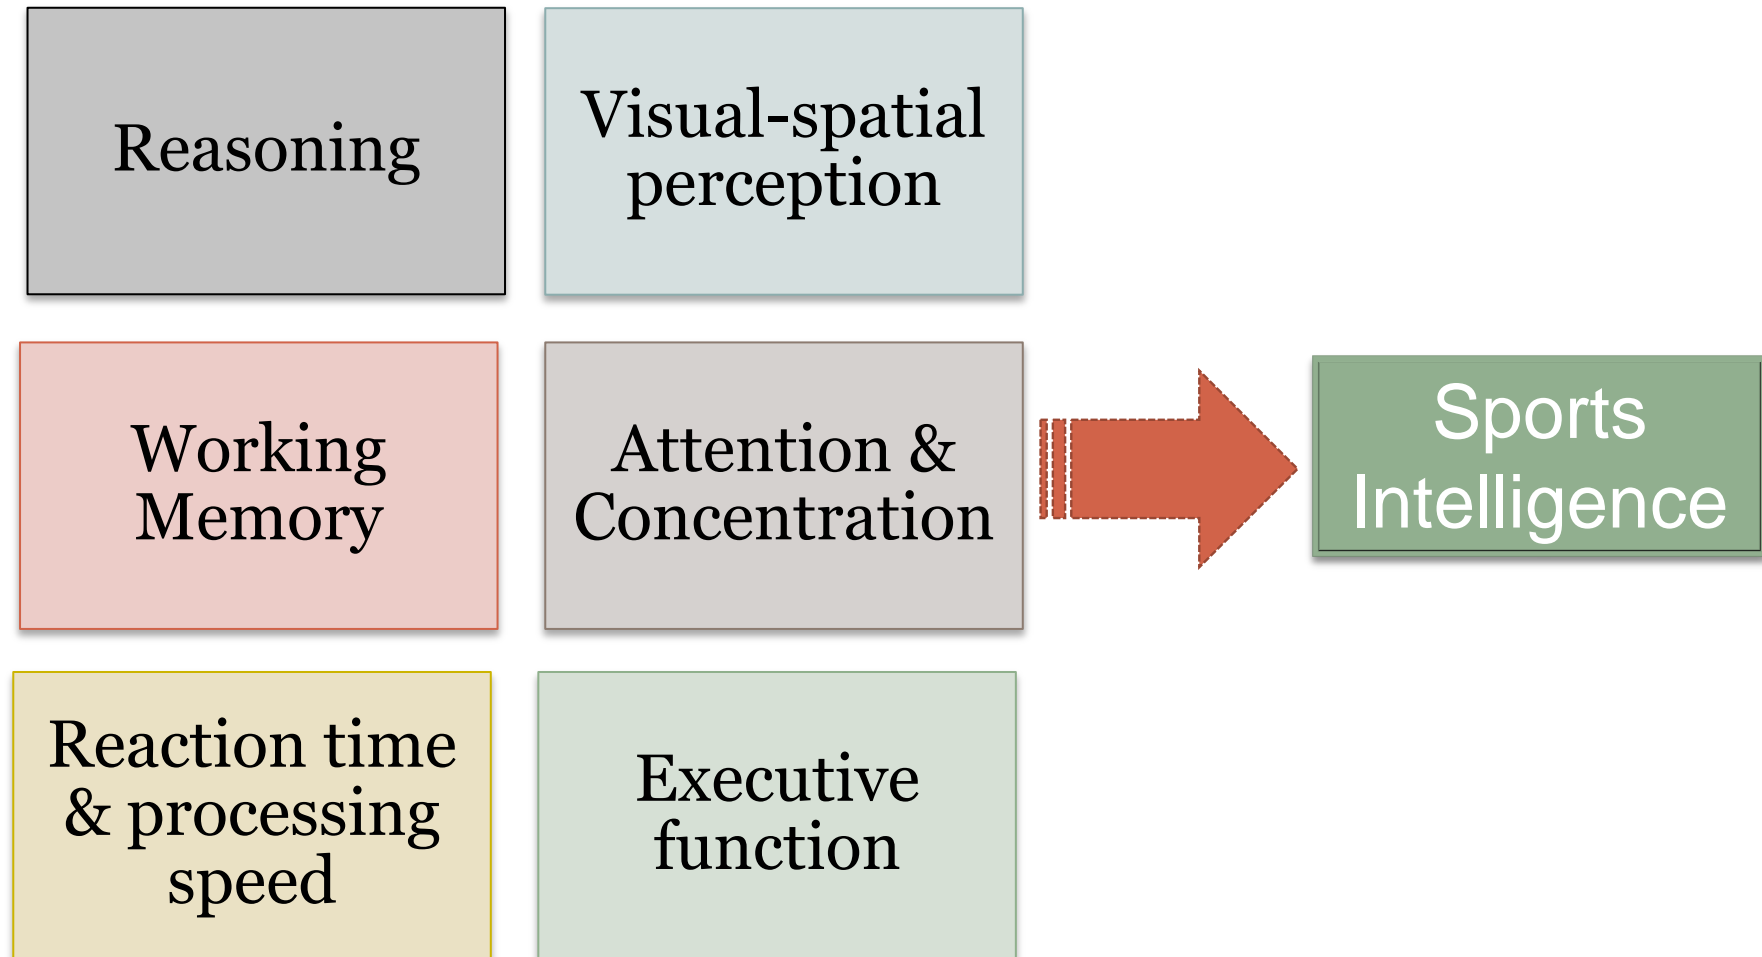 Reasoning
Visual-spatial
perception
Working
Memory
Attention &
Concentration
Sports
Intelligence
Reaction time
& processing
speed
Executive
function